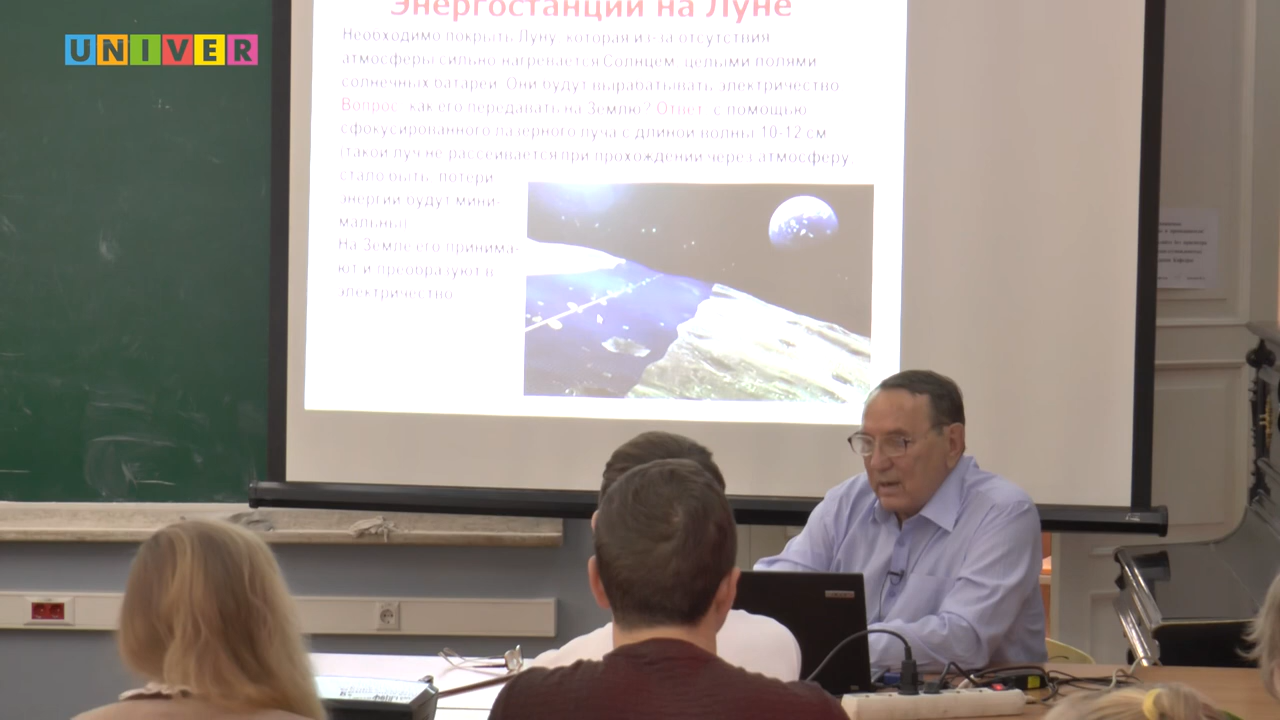 UNIVER
Энергостанции на Луне
Необходимо покрыть Луну, которая из-за отсутствия
атмосферы сильно нагревается Солнцем, целыми полями
солнечных батарей. Они будут вырабатывать электричество.
Вопрос: как его передавать на Землю? Ответ: с помощью
сфокусированного лазерного луча с длиной волны 10-12 см
(такой луч не рассеивается при прохождении через атмосферу,
стало быть, потери
энергии будут мини-
мальны).
На Земле его принима-
ют и преобразуют в
электричество.